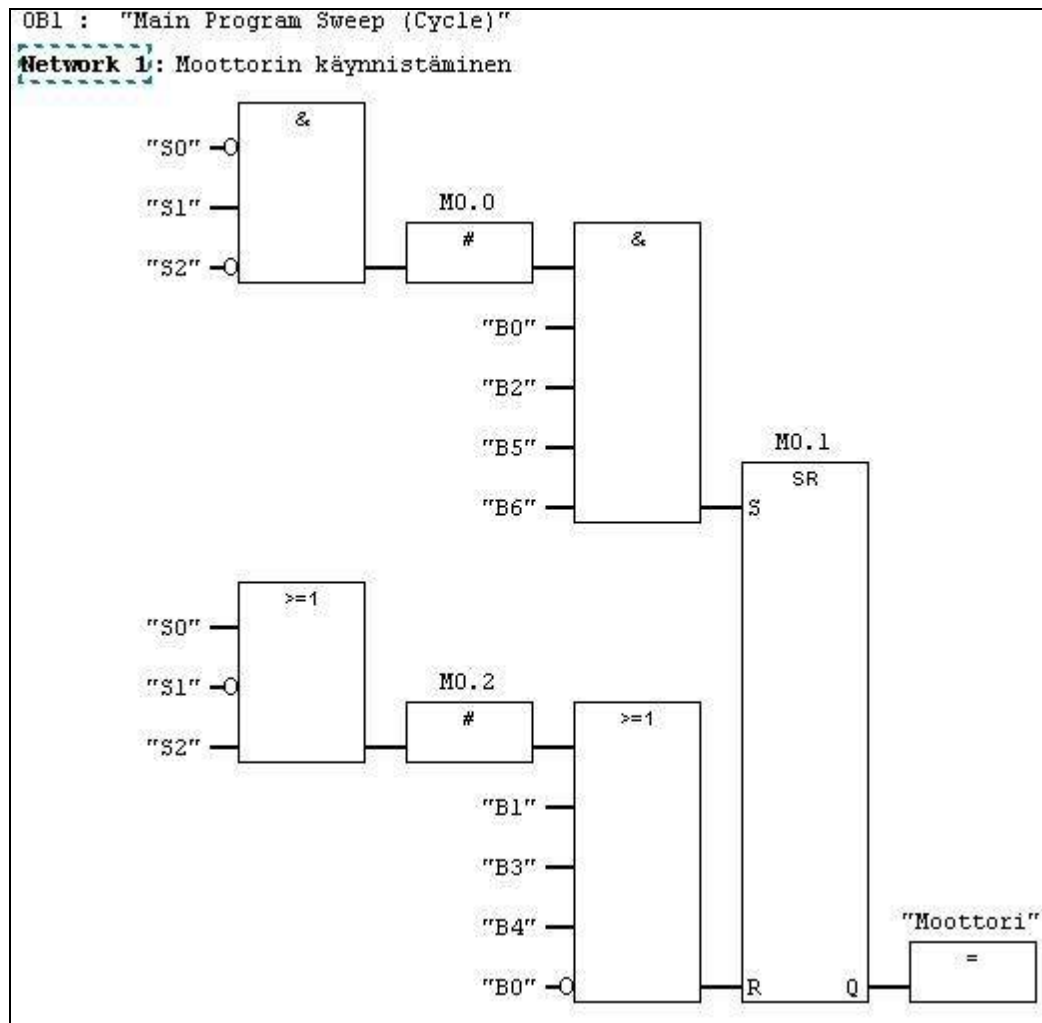 OB1 : "Main Program Sweep (Cycle)"
Network 1: Moottorin käynnistäminen
&
"S0"
"S1"
M0.0
"S2"
#
&
"B0"
"B2"
"B5"
M0.1
SR
"B6"
S
>=1
"S0"
"S1"
M0.2
"S2"
#
>=1
"B1"
"B3"
"B4"
"Moottori"
=
"B0"
R
Q